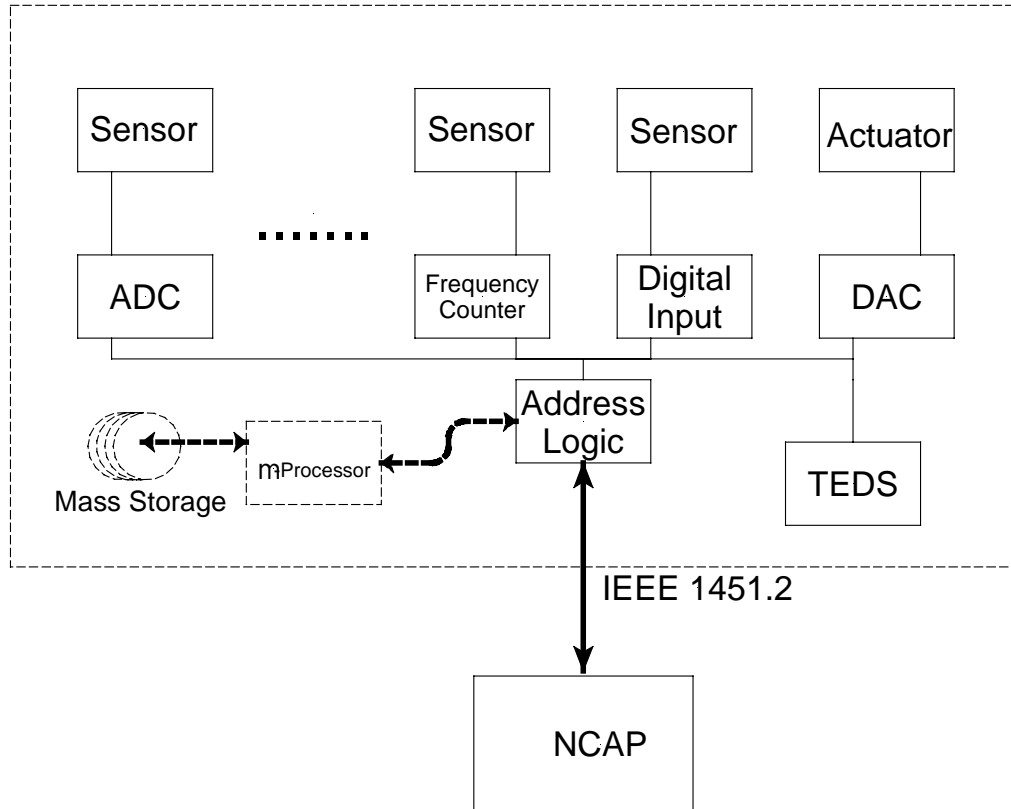 Sensor
Sensor
Sensor
Actuator
ADC
Frequency
Counter
Digital
Input
DAC
Address
Logic
mProcessor
Mass Storage
TEDS
IEEE 1451.2
NCAP